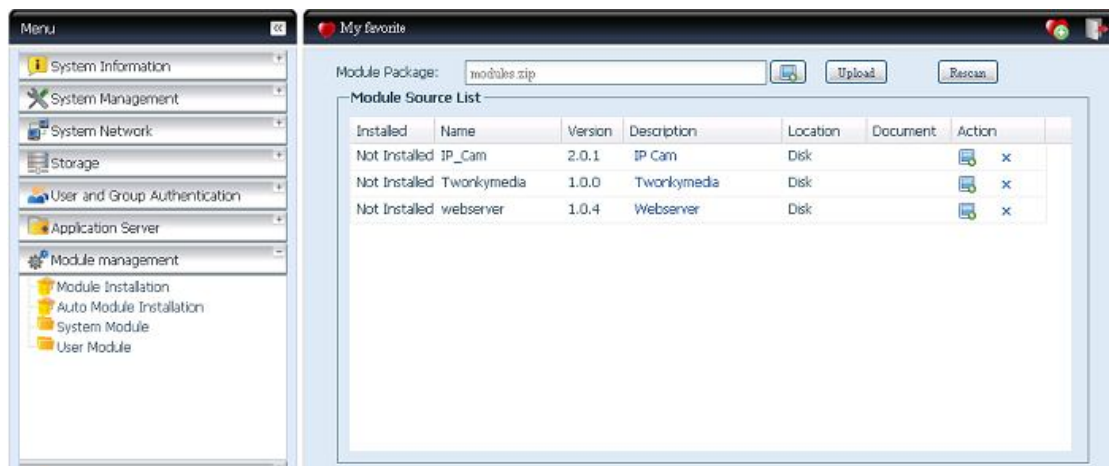 Menu
My favorite
System Information
System Management
System Network
Storage
User and Group Authentication
Application Server
Module management
Module Installation
Auto Module Installation
System Module
User Module
Module Package: modules.zip Upload Rescan
Module Source List
Installed Name Version Description Location Document Action
Not Installed IP_Cam 2.0.1 IP Cam Disk
Not Installed Twonkymedia 1.0.0 Twonkymedia Disk
Not Installed webserver 1.0.4 Webserver Disk